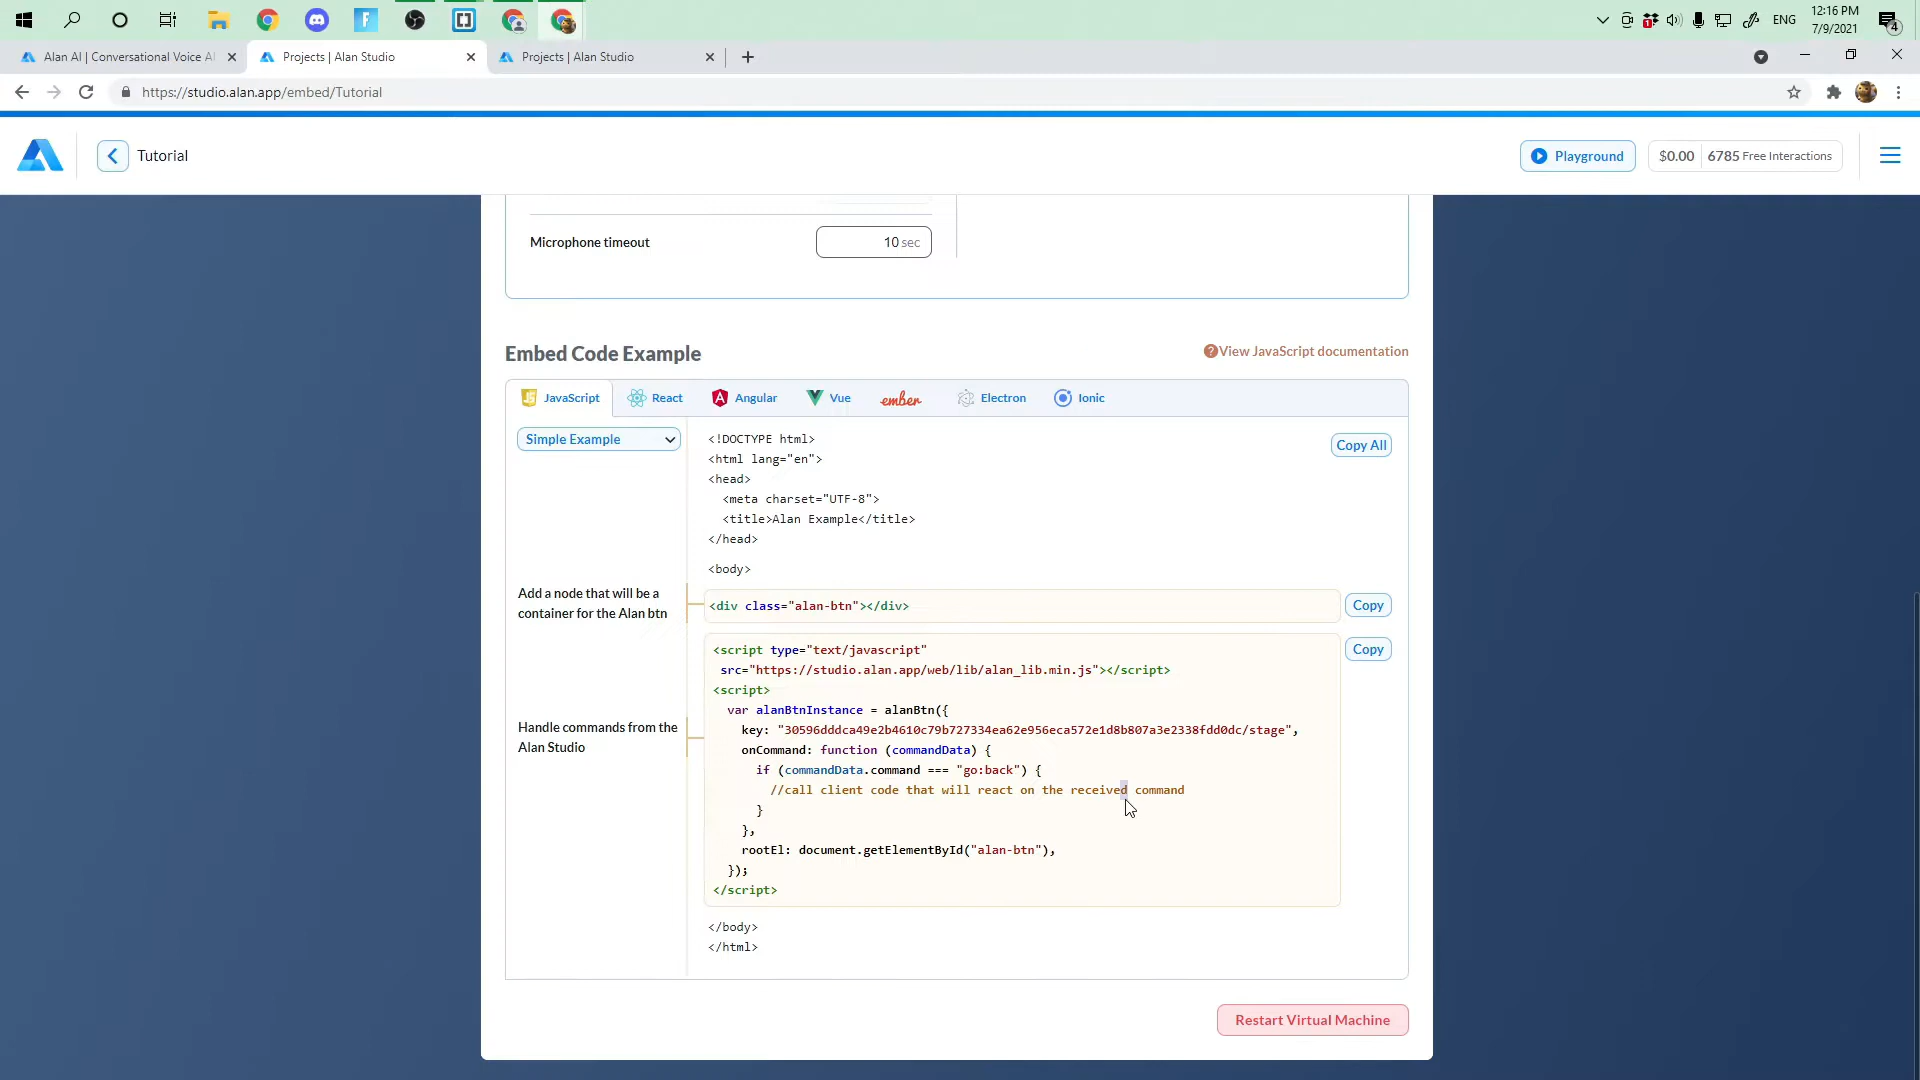 ENG
12:16 PM
7/9/2021
4
Alan AI | Conversational Voice AI
Projects | Alan Studio
Projects | Alan Studio
https://studio.alan.app/embed/Tutorial
Tutorial
Playground
$0.00
6785 Free Interactions
Microphone timeout
10 sec
Embed Code Example
View JavaScript documentation
JavaScript
React
Angular
Vue
ember
Electron
Ionic
Simple Example
Copy All
<!DOCTYPE html>
<html lang="en">
<head>
<meta charset="UTF-8">
<title>Alan Example</title>
</head>
<body>
Add a node that will be a
container for the Alan btn
<div class="alan-btn"></div>
Copy
Handle commands from the
Alan Studio
<script type="text/javascript"
src="https://studio.alan.app/web/lib/alan_lib.min.js"></script>
<script>
var alanBtnInstance = alanBtn({
key: "30596dddca49e2b4610c79b727334ea62e956eca572e1d8b807a3e2338fdd0dc/stage",
onCommand: function (commandData) {
if (commandData.command === "go:back") {
//call client code that will react on the received command
}
},
rootEl: document.getElementById("alan-btn"),
});
</script>
Copy
</body>
</html>
Restart Virtual Machine